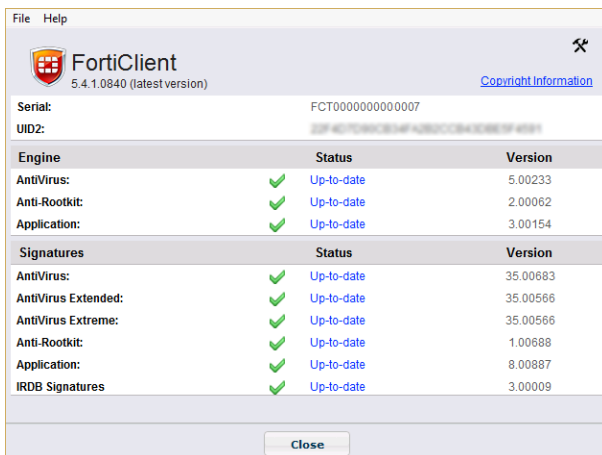 File Help
FortiClient
5.4.1.0840 (latest version)
Copyright Information
Serial: FCT0000000000007
UID2:
Engine Status Version
AntiVirus: Up-to-date 5.00233
Anti-Rootkit: Up-to-date 2.00062
Application: Up-to-date 3.00154
Signatures Status Version
AntiVirus: Up-to-date 35.00683
AntiVirus Extended: Up-to-date 35.00566
AntiVirus Extreme: Up-to-date 35.00566
Anti-Rootkit: Up-to-date 1.00688
Application: Up-to-date 8.00887
IRDB Signatures Up-to-date 3.00009
Close